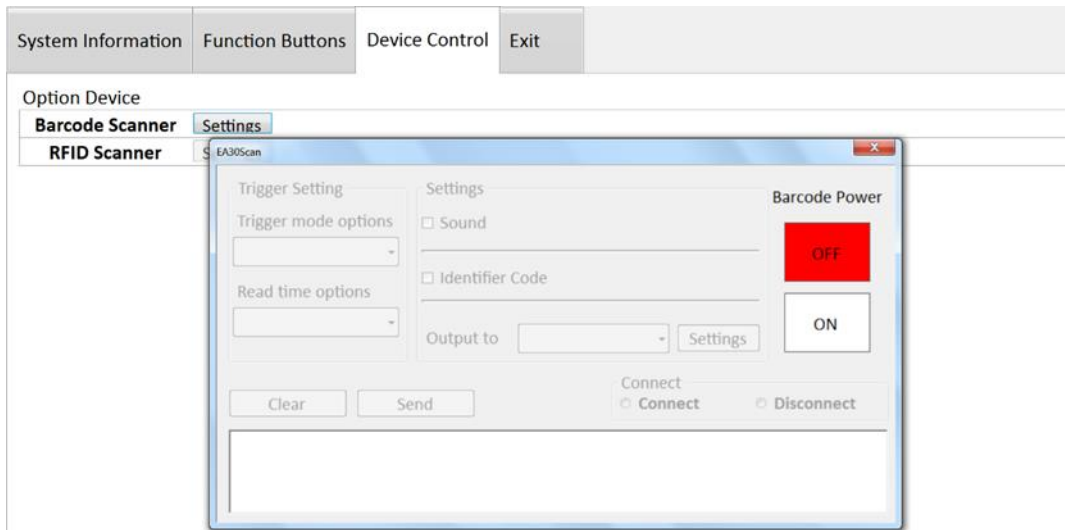 System Information Function Buttons Device Control Exit
Option Device
Barcode Scanner Settings
RFID Scanner
EA30Scan
Trigger Setting
Trigger mode options
Read time options
Settings
Sound
Identifier Code
Output to Settings
Barcode Power
OFF
ON
Clear Send
Connect
Connect Disconnect